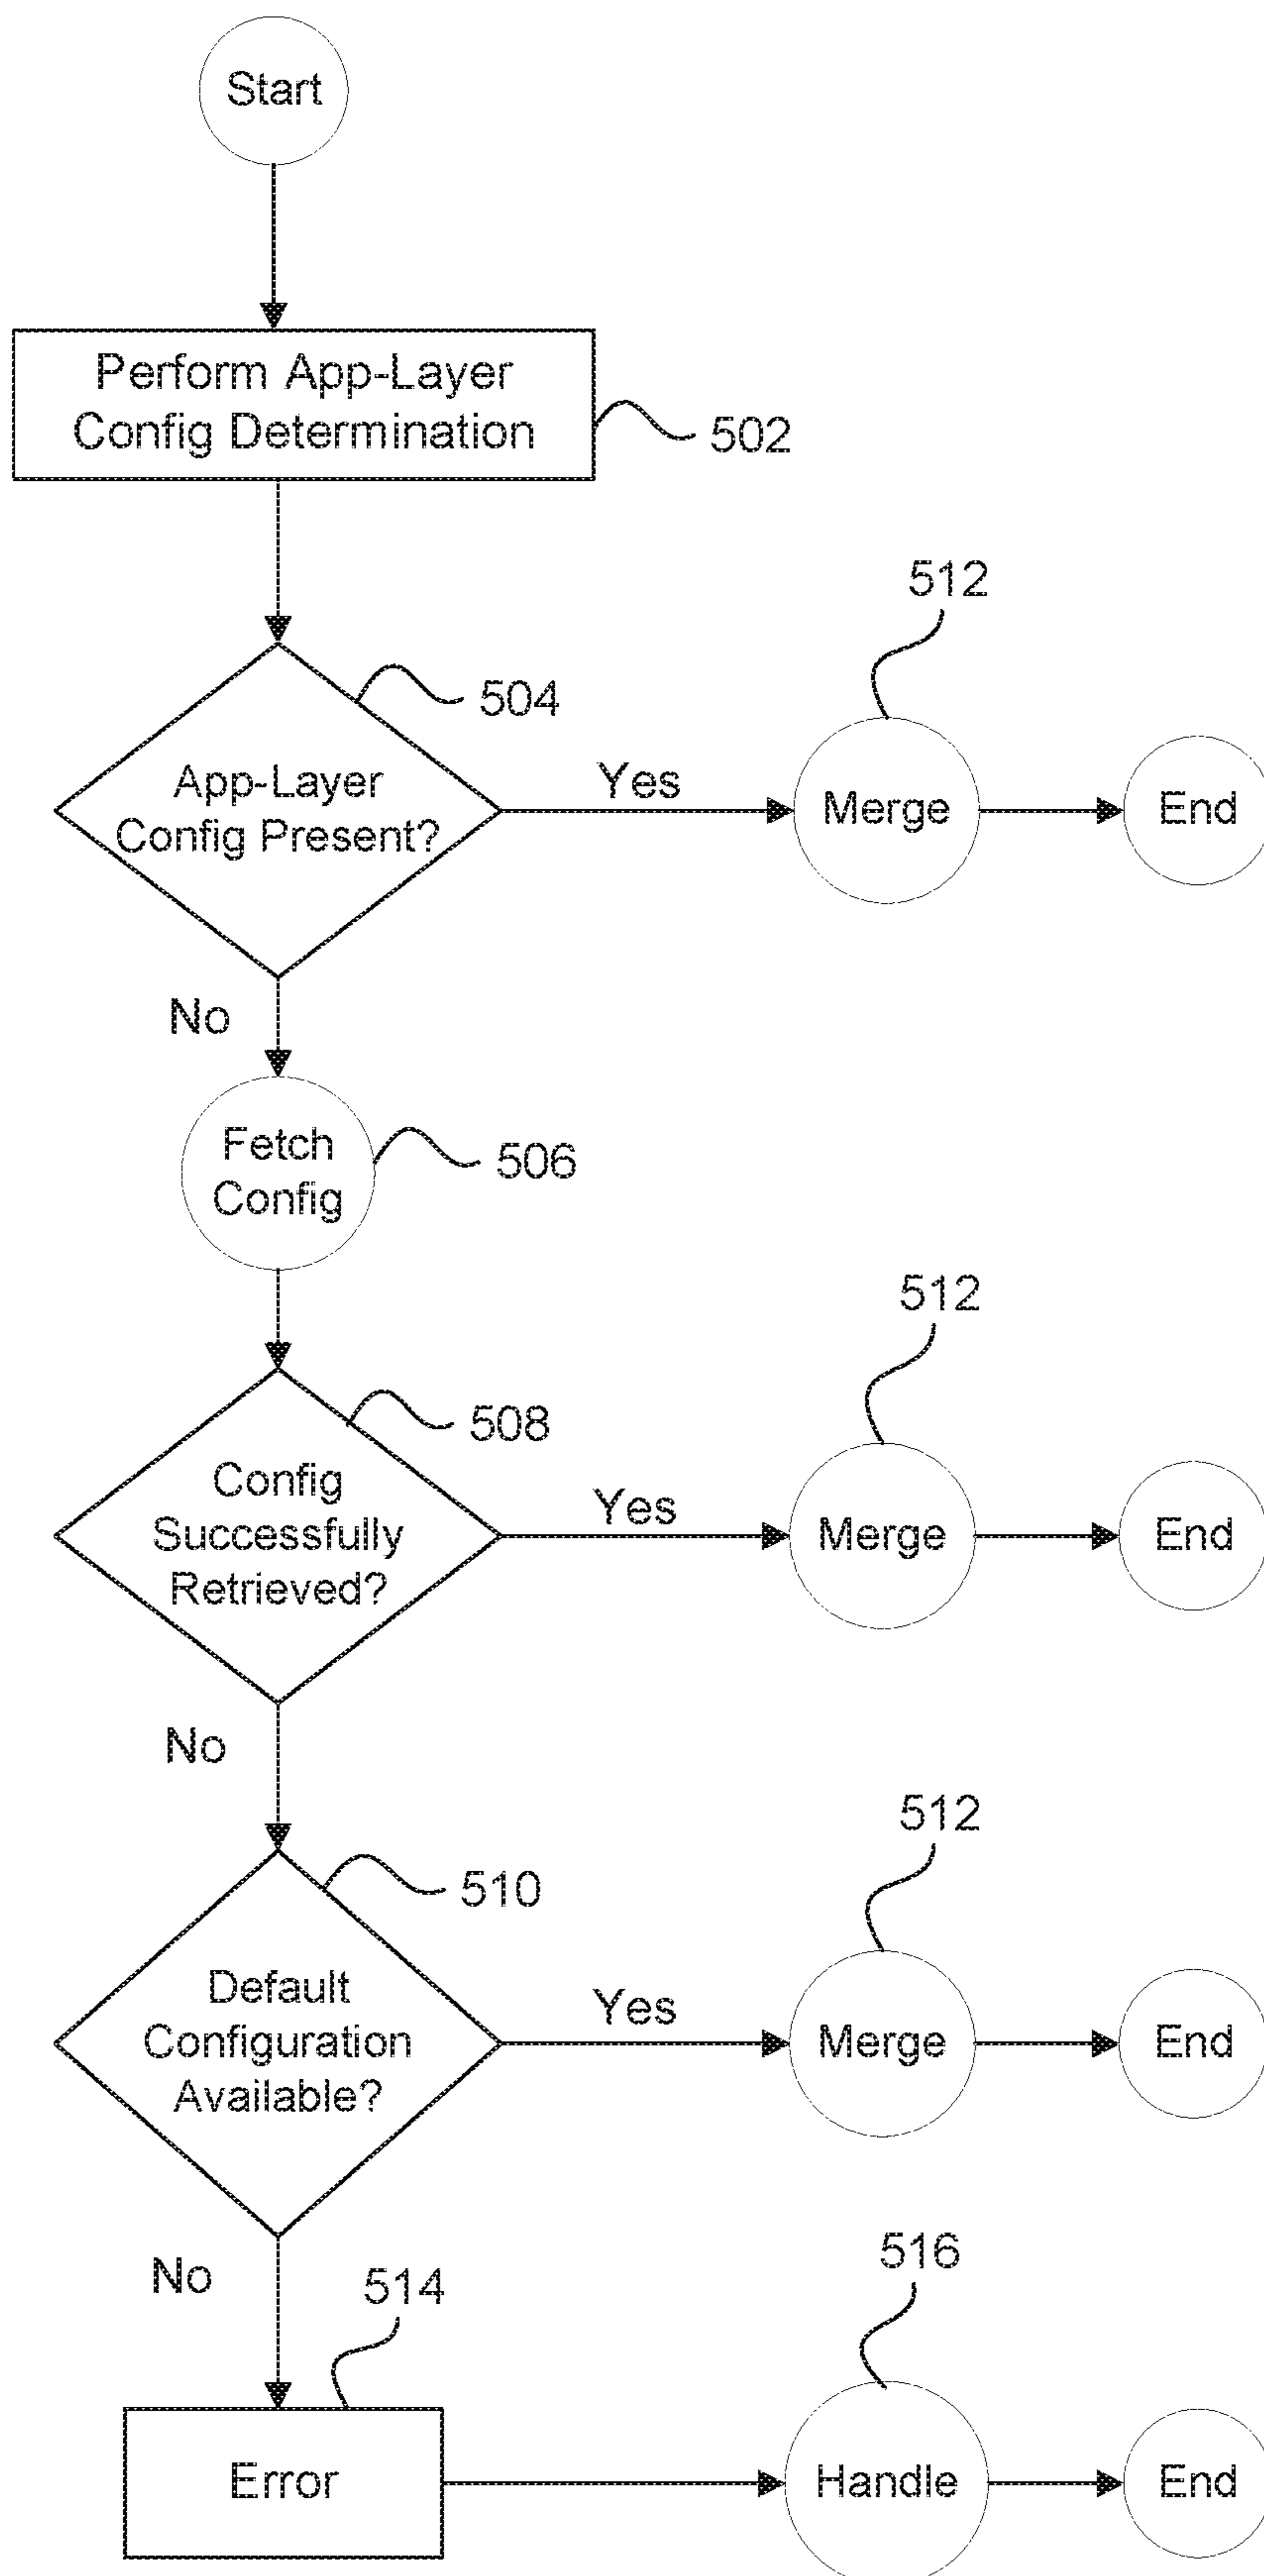 Start
Perform App-Layer
Config Determination
502
512
504
App-Layer
Config Present?
Yes
Merge
End
No
Fetch
Config
506
512
508
Config
Successfully
Retrieved?
Yes
Merge
End
No
512
510
Default
Configuration
Available?
Yes
Merge
End
No
514
516
Error
Handle
End